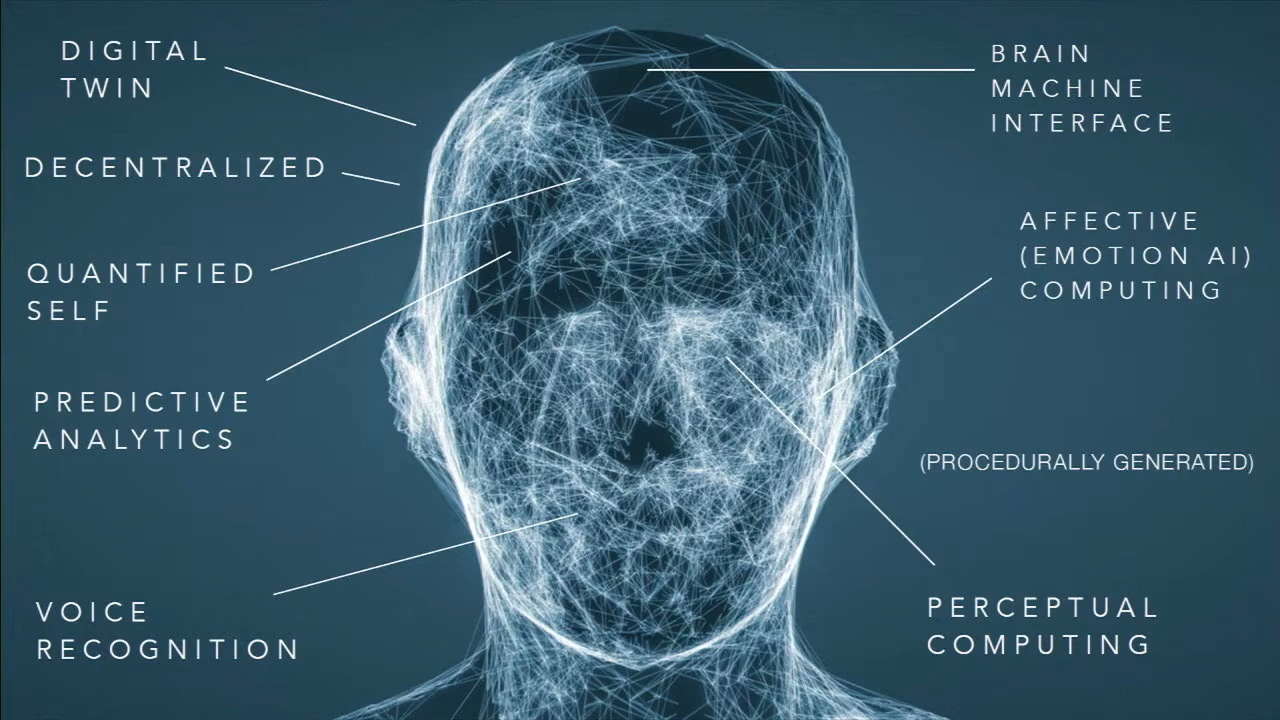 DIGITAL
TWIN
DECENTRALIZED
QUANTIFIED
SELF
PREDICTIVE
ANALYTICS
VOICE
RECOGNITION
BRAIN
MACHINE
INTERFACE
AFFECTIVE
(EMOTION AI)
COMPUTING
(PROCEDURALLY GENERATED)
PERCEPTUAL
COMPUTING